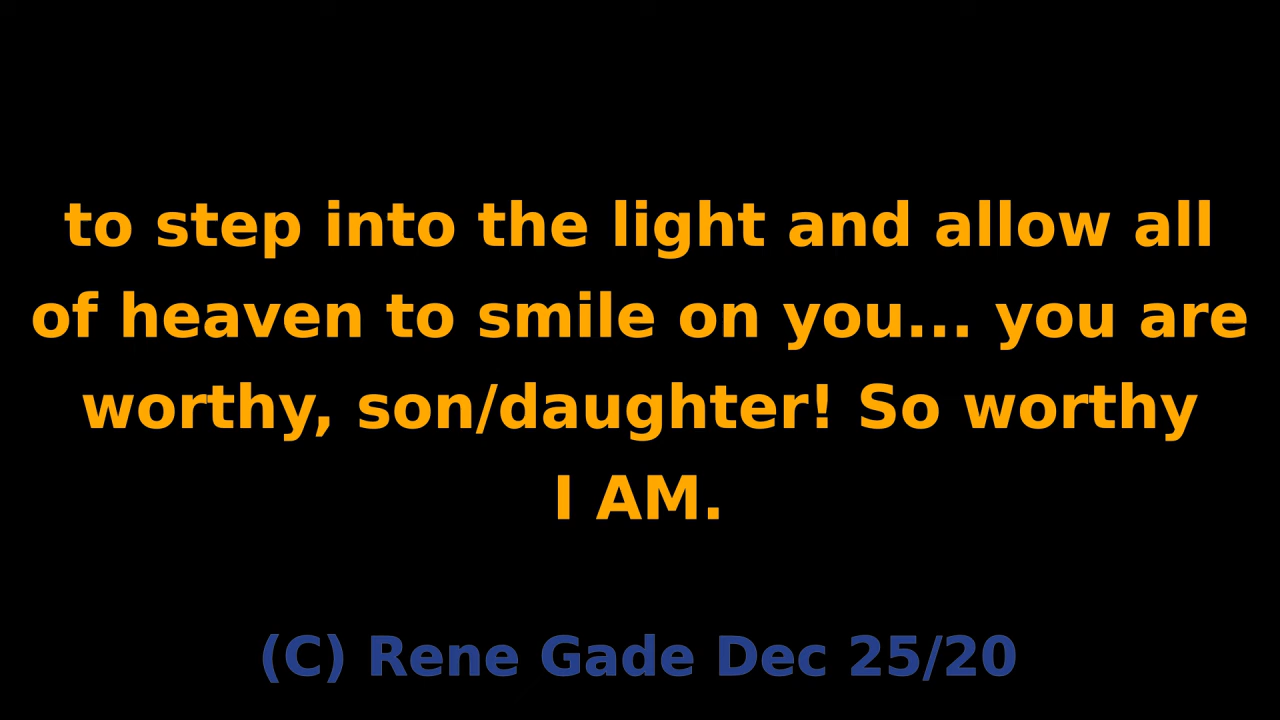 to step into the light and allow all
of heaven to smile on you... you are
worthy, son/daughter! So worthy
I AM.
(C) Rene Gade Dec 25/20